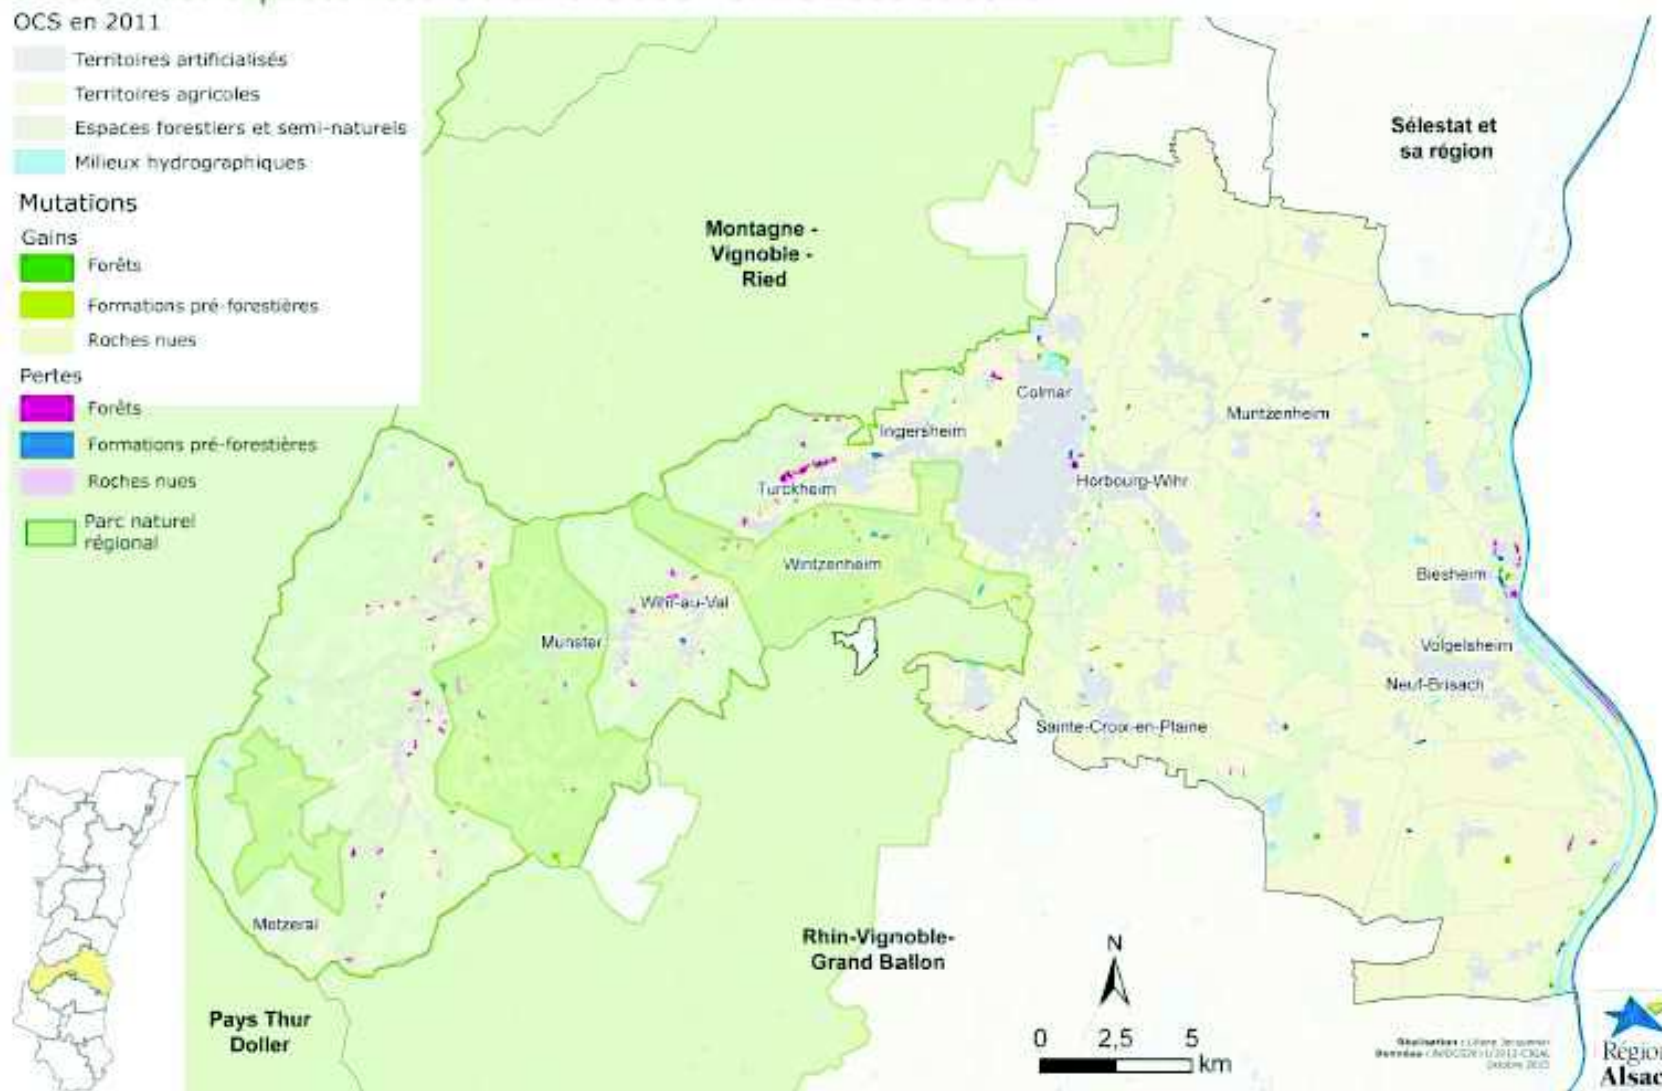 OCS en 2011
Territoires artificialisés
Territoires agricoles
Espaces forestiers et semi-naturels
Milieux hydrographiques
Mutations
Gains
Forêts
Formations pré-forestières
Roches nues
Pertes
Forêts
Formations pré-forestières
Roches nues
Parc naturel
régional
Sélestat et
sa région
Montagne -
Vignoble -
Ried
Colmar
Muntzenheim
Ingersheim
Turckheim
Horbourg-Wihr
Wintzenheim
Biesheim
Wihr-au-Val
Munster
Volgelsheim
Neuf-Brisach
Sainte-Croix-en-Plaine
Metzeral
Rhin-Vignoble-
Grand Ballon
Pays Thur
Doller
N
0 2,5 5
km
Réalisation :
Octobre
Région
Alsac